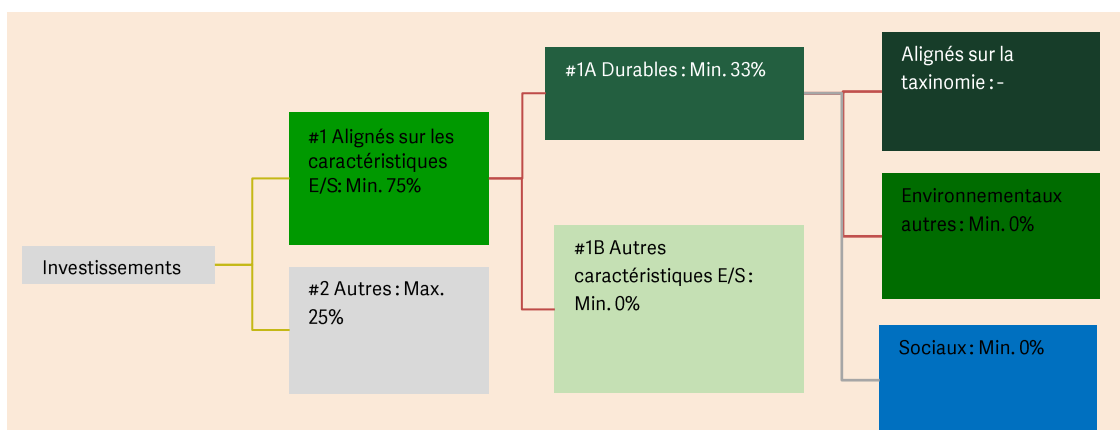 Investissements
#1 Alignés sur les
caractéristiques
E/S: Min. 75%
#2 Autres : Max.
25%
#1A Durables : Min. 33%
#1B Autres
caractéristiques E/S :
Min. 0%
Alignés sur la
taxinomie : -
Environnementaux
autres : Min. 0%
Sociaux : Min. 0%